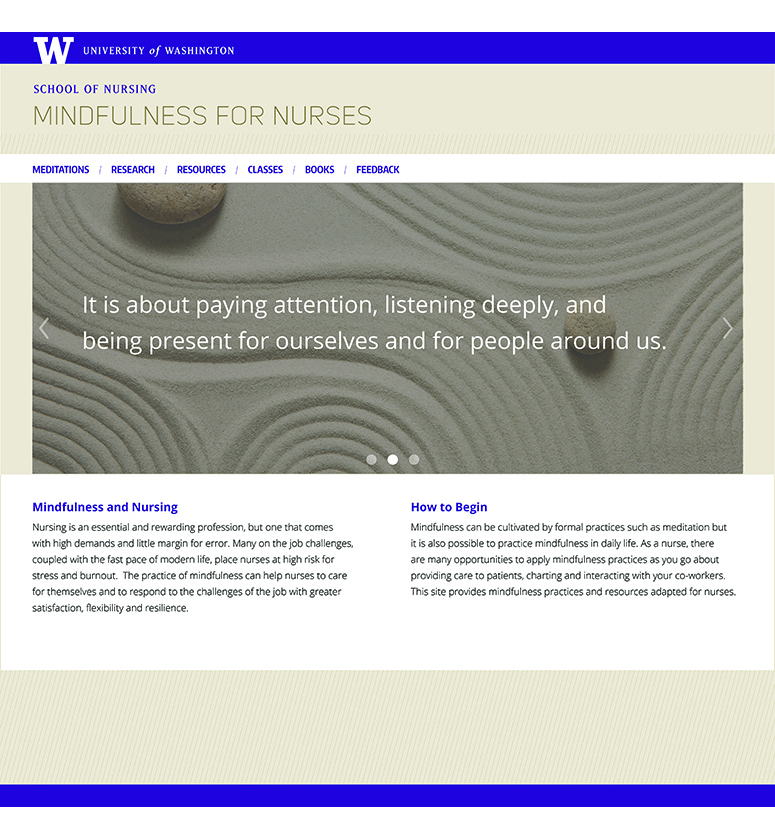 W UNIVERSITY of WASHINGTON
SCHOOL OF NURSING
MINDFULNESS FOR NURSES
MEDITATIONS / RESEARCH / RESOURCES / CLASSES / BOOKS / FEEDBACK
It is about paying attention, listening deeply, and
being present for ourselves and for people around us.
Mindfulness and Nursing
Nursing is an essential and rewarding profession, but one that comes
with high demands and little margin for error. Many on the job challenges,
coupled with the fast pace of modern life, place nurses at high risk for
stress and burnout. The practice of mindfulness can help nurses to care
for themselves and to respond to the challenges of the job with greater
satisfaction, flexibility and resilience.
How to Begin
Mindfulness can be cultivated by formal practices such as meditation but
it is also possible to practice mindfulness in daily life. As a nurse, there
are many opportunities to apply mindfulness practices as you go about
providing care to patients, charting and interacting with your co-workers.
This site provides mindfulness practices and resources adapted for nurses.